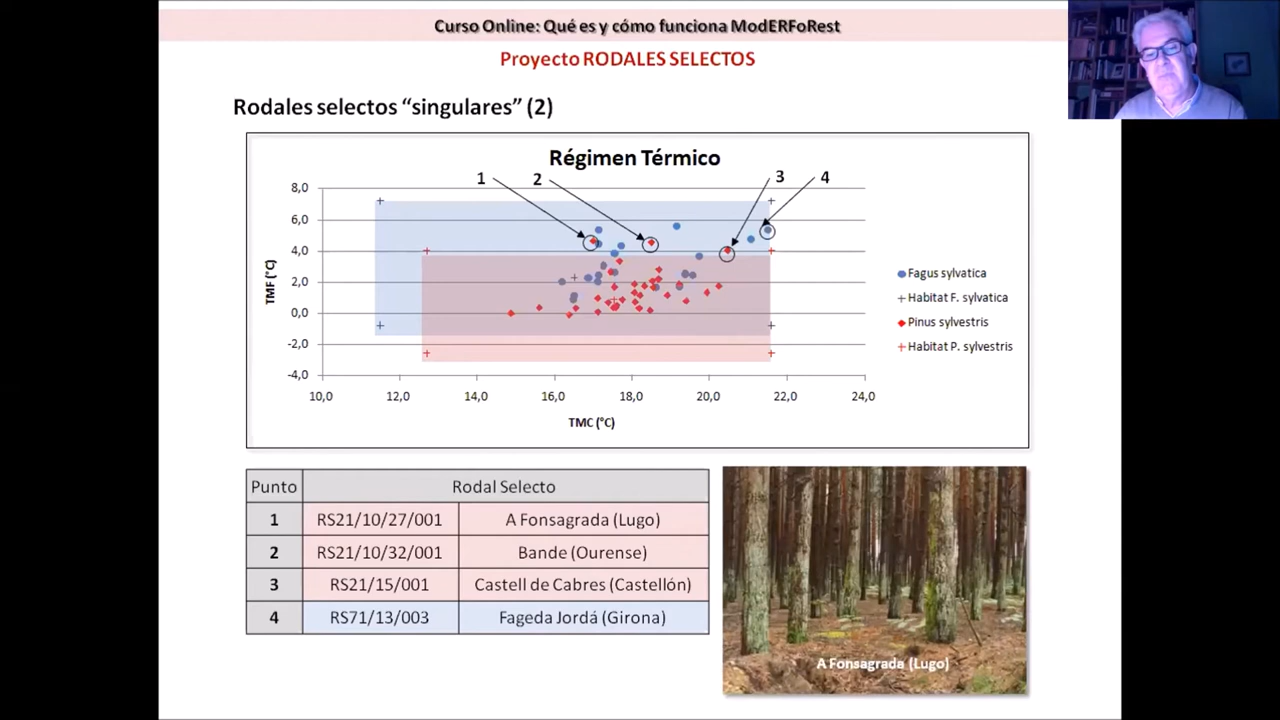 Curso Online: Qué es y cómo funciona ModERFoRest
Proyecto RODALES SELECTOS
Rodales selectos “singulares” (2)
Régimen Térmico
1 2 3 4
8,0
6,0
4,0
2,0
0,0
-2,0
-4,0
TMF (°C)
10,0 12,0 14,0 16,0 18,0 20,0 22,0 24,0
TMC (°C)
Fagus sylvatica
Habitat F. sylvatica
Pinus sylvestris
Habitat P. sylvestris
Punto Rodal Selecto
1 RS21/10/27/001 A Fonsagrada (Lugo)
2 RS21/10/32/001 Bande (Ourense)
3 RS21/15/001 Castell de Cabres (Castellón)
4 RS71/13/003 Fageda Jordá (Girona)
A Fonsagrada (Lugo)